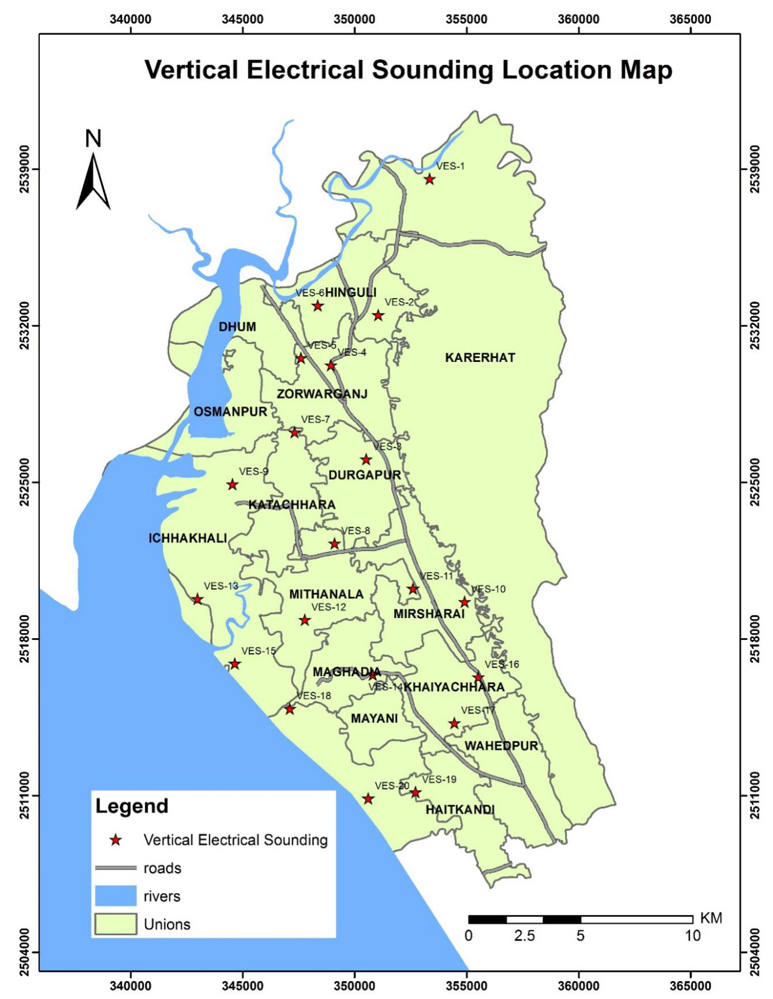 340000 345000 350000 355000 360000 365000
Vertical Electrical Sounding Location Map
N
2539000 2539000
VES-1
VES-6 HINGULI
VES-2
2532000 2532000
DHUM
VES-5
VES-4
KARERHAT
ZORWARGANJ
OSMANPUR
VES-7
VES-3
DURGAPUR
2525000 2525000
VES-9
KATACHHARA
VES-8
ICHHAKHALI
VES-11
VES-13
VES-10
MITHANALA
VES-12
MIRSHARAI
2518000 2518000
VES-15
VES-16
MAGHADIA
VES-14 KHAIYACHHARA
VES-18
VES-17
MAYANI
WAHEDPUR
VES-19
VES-20
2511000 2511000
HAITKANDI
Legend
Vertical Electrical Sounding
roads
rivers
Unions
KM
0 2.5 5 10
2504000 2504000
340000 345000 350000 355000 360000 365000